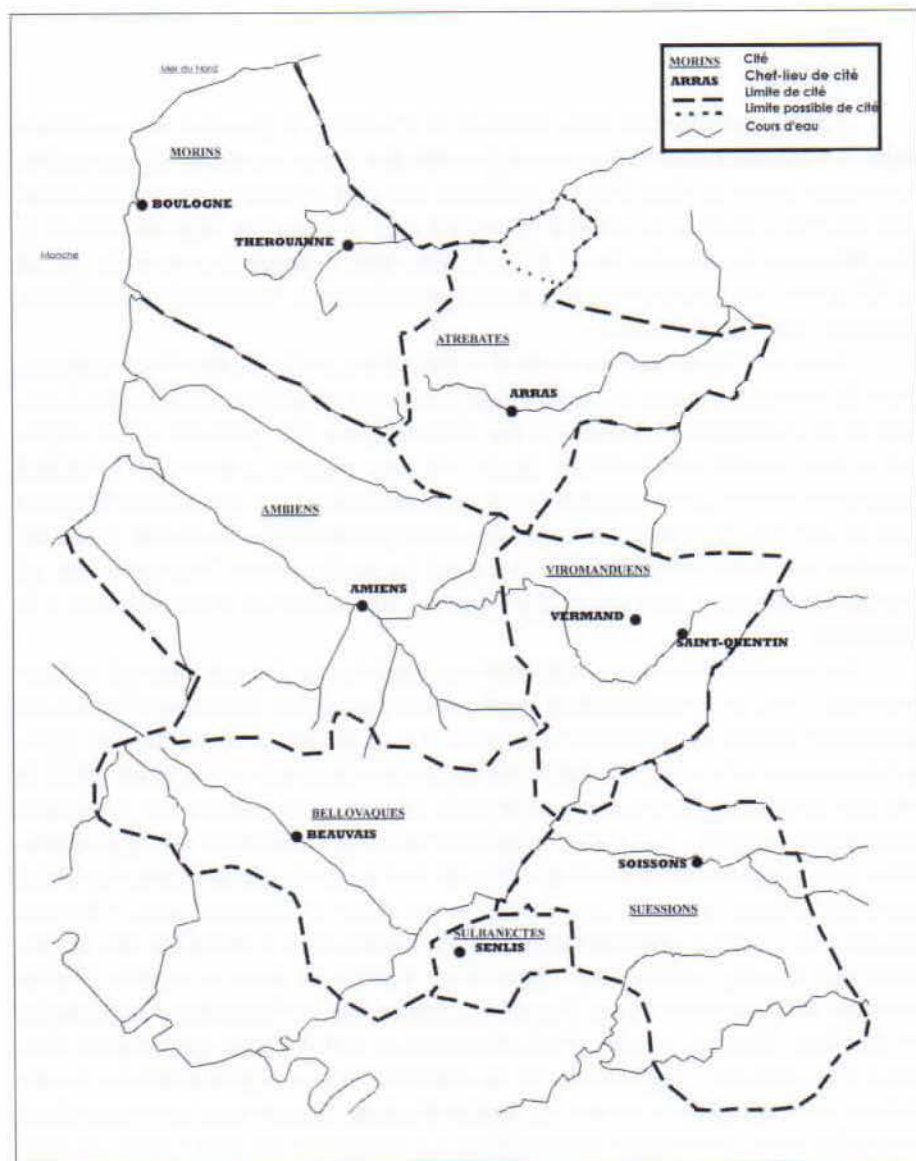 Mer du Nord
MORINS Cité
ARRAS Chef-lieu de cité
Limite de cité
Limite possible de cité
Cours d'eau
MORINS
BOULOGNE
THEROUANNE
Manche
ATREBATES
ARRAS
AMBIENS
VIROMANDUENS
AMIENS
VERMAND
SAINT-QUENTIN
BELLOVAQUES
BEAUVAIS
SOISSONS
SUESSIONS
SULBANECTES
SENLIS